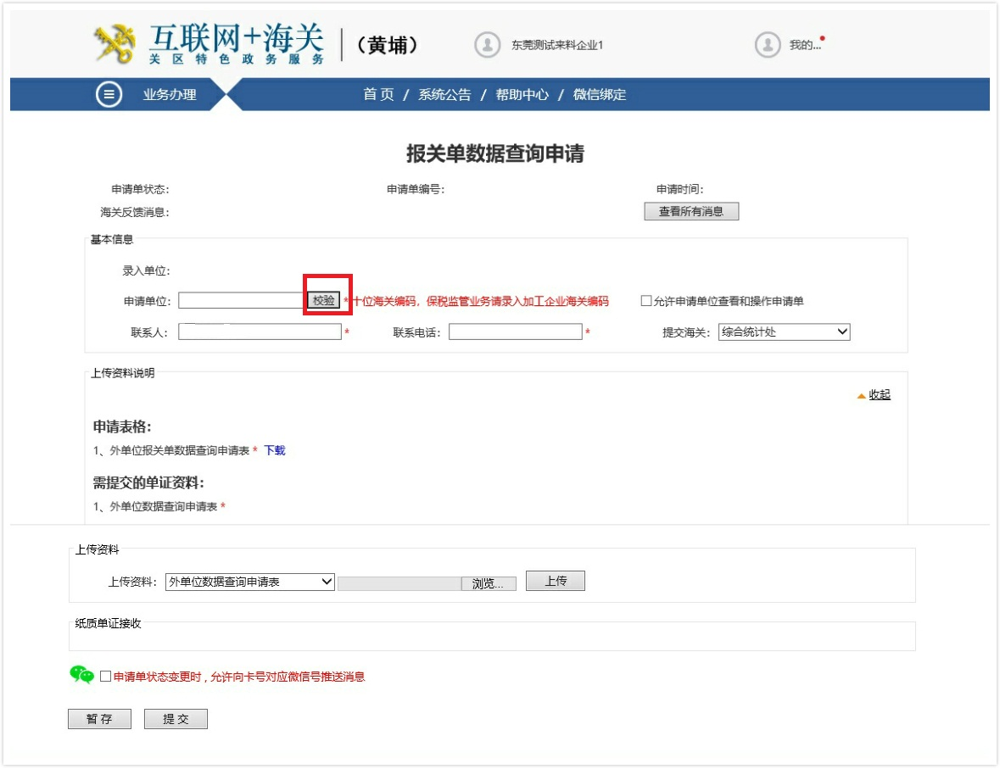 互联网+海关 （黄埔） 东莞测试来料企业1 我的...
关区特色政务服务
业务办理 首 页 / 系统公告 / 帮助中心 / 微信绑定
报关单数据查询申请
申请单状态: 申请单编号: 申请时间:
海关反馈消息: 查看所有消息
基本信息
录入单位:
申请单位: 校验 *十位海关编码，保税监管业务请录入加工企业海关编码 允许申请单位查看和操作申请单
联系人: * 联系电话: * 提交海关: 综合统计处
上传资料说明
收起
申请表格：
1、外单位报关单数据查询申请表 * 下载
需提交的单证资料：
1、外单位数据查询申请表 *
上传资料
上传资料: 外单位数据查询申请表 浏览... 上传
纸质单证接收
申请单状态变更时 , 允许向卡号对应微信号推送消息
暂 存 提 交